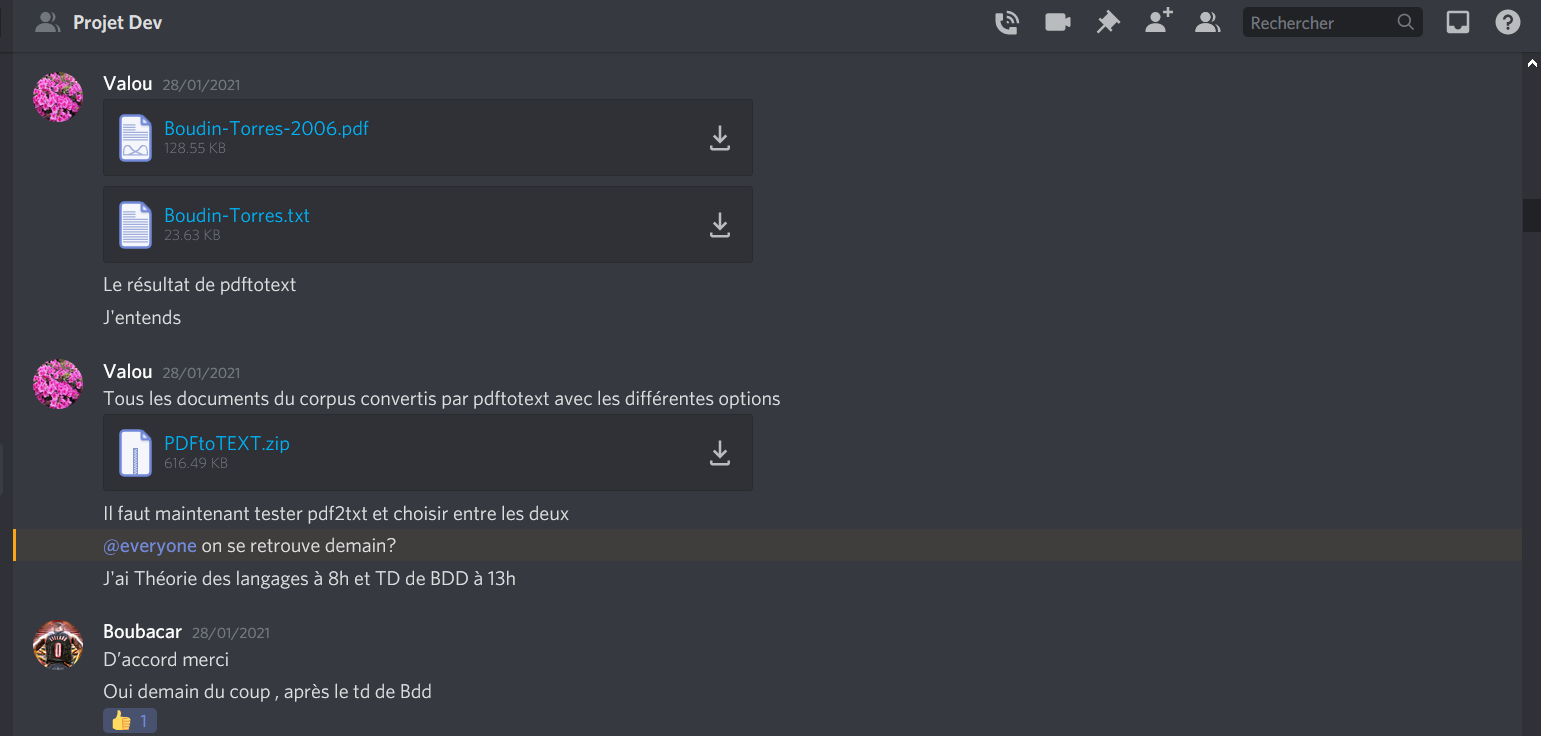 Projet Dev
Rechercher
Valou 28/01/2021
Boudin-Torres-2006.pdf
128.55 KB
Boudin-Torres.txt
23.63 KB
Le résultat de pdftotext
J'entends
Valou 28/01/2021
Tous les documents du corpus convertis par pdftotext avec les différentes options
PDFtoTEXT.zip
616.49 KB
Il faut maintenant tester pdf2txt et choisir entre les deux
@everyone on se retrouve demain?
J'ai Théorie des langages à 8h et TD de BDD à 13h
Boubacar 28/01/2021
D’accord merci
Oui demain du coup , après le td de Bdd
👍 1